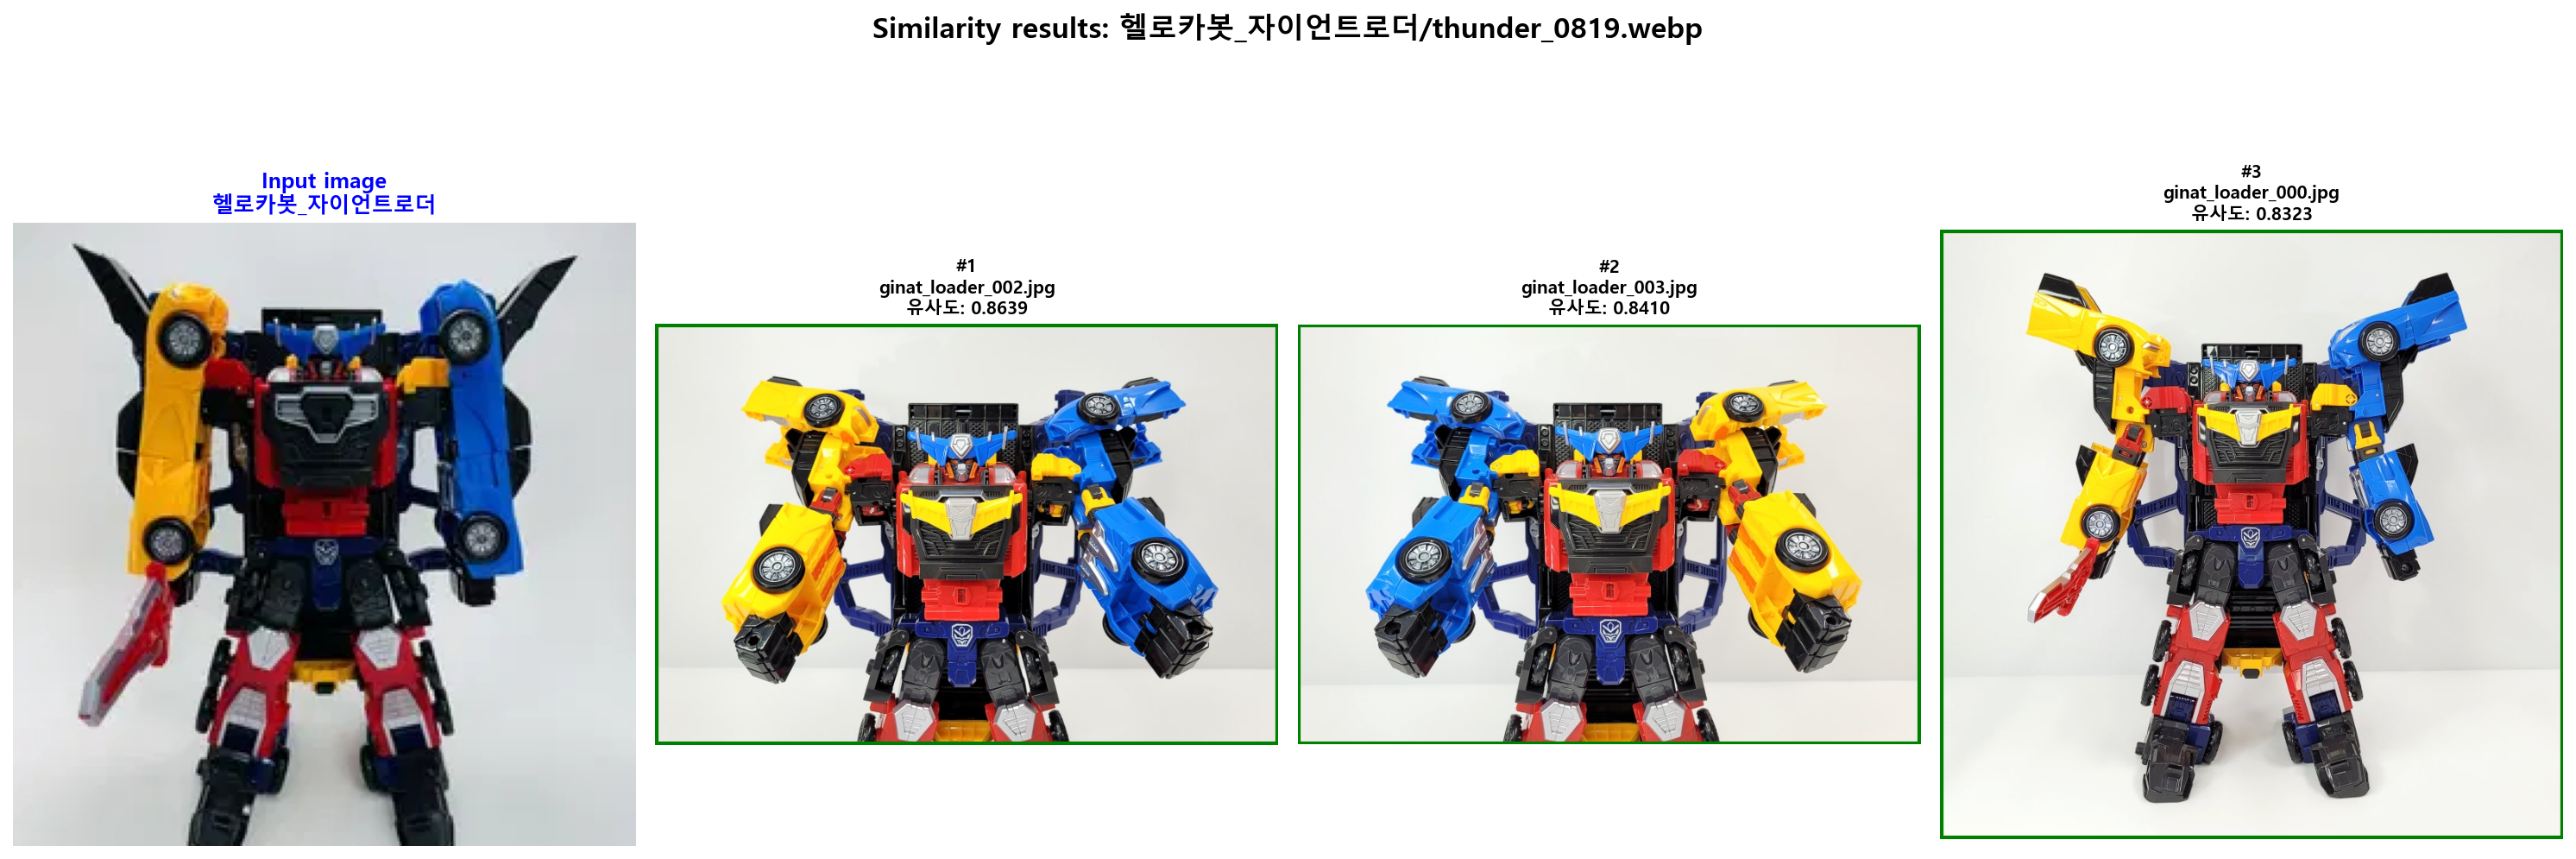 Similarity results: 헬로카봇_자이언트로더/thunder_0819.webp
Input image
헬로카봇_자이언트로더
#1
ginat_loader_002.jpg
유사도: 0.8639
#2
ginat_loader_003.jpg
유사도: 0.8410
#3
ginat_loader_000.jpg
유사도: 0.8323